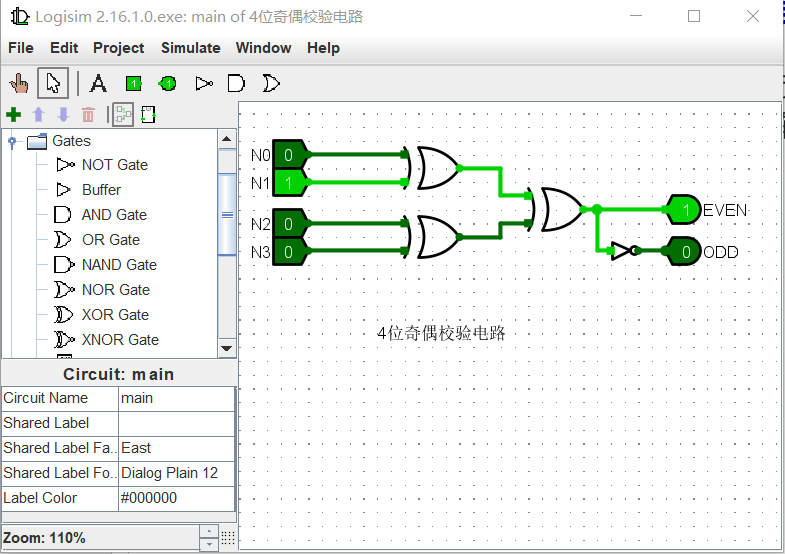 Logisim 2.16.1.0.exe: main of 4位奇偶校验电路
File Edit Project Simulate Window Help
A 1 1
Gates
NOT Gate
Buffer
AND Gate
OR Gate
NAND Gate
NOR Gate
XOR Gate
XNOR Gate
Circuit: main
Circuit Name main
Shared Label
Shared Label Fa... East
Shared Label Fo... Dialog Plain 12
Label Color #000000
Zoom: 110%
N0 0
N1 1
N2 0
N3 0
1 EVEN
0 ODD
4位奇偶校验电路